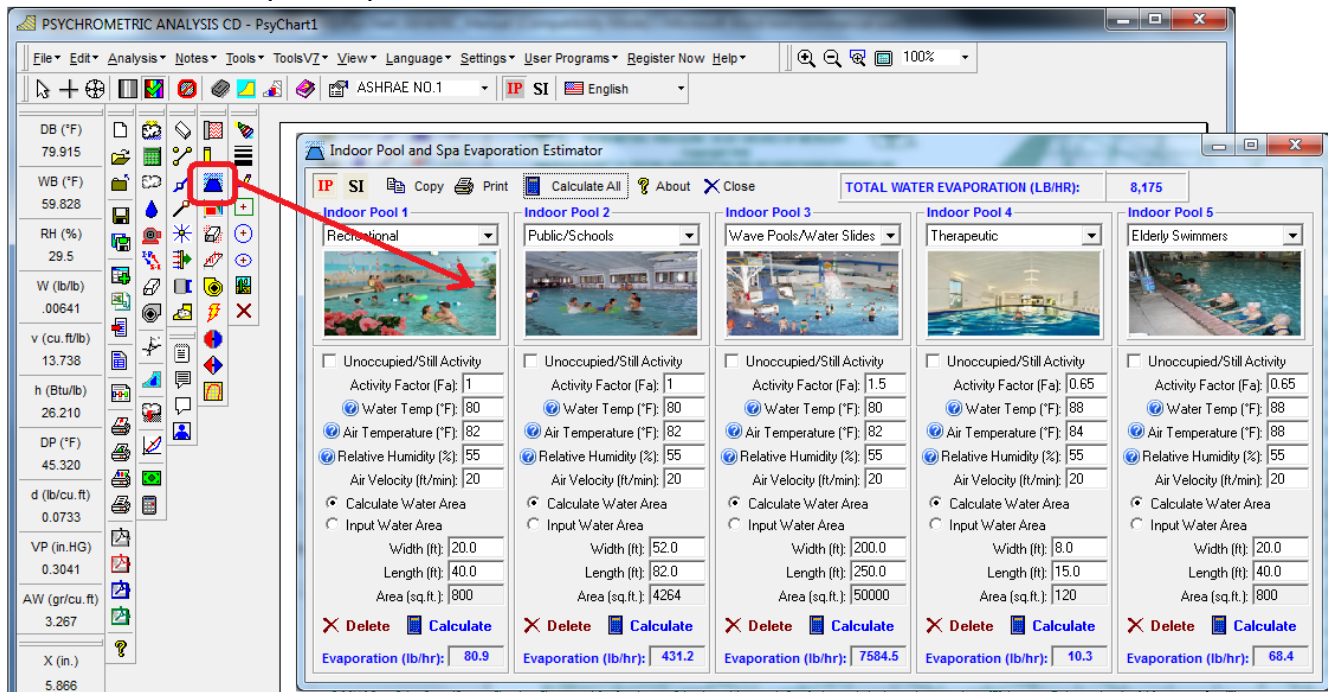 PSYCHROMETRIC ANALYSIS CD - PsyChart1
File Edit Analysis Notes Tools ToolsV7 View Language Settings User Programs Register Now Help 100%
ASHRAE NO.1 IP SI English
DB (°F)
79.915
WB (°F)
59.828
RH (%)
29.5
W (lb/lb)
.00641
v (cu.ft/lb)
13.738
h (Btu/lb)
26.210
DP (°F)
45.320
d (lb/cu.ft)
0.0733
VP (in.HG)
0.3041
AW (gr/cu.ft)
3.267
X (in.)
5.866
Indoor Pool and Spa Evaporation Estimator
IP SI Copy Print Calculate All About Close TOTAL WATER EVAPORATION (LB/HR): 8,175
Indoor Pool 1
Recreational
Unoccupied/Still Activity
Activity Factor (Fa): 1
Water Temp (°F): 80
Air Temperature (°F): 82
Relative Humidity (%): 55
Air Velocity (ft/min): 20
Calculate Water Area
Input Water Area
Width (ft): 20.0
Length (ft): 40.0
Area (sq.ft.): 800
Delete Calculate
Evaporation (lb/hr): 80.9
Indoor Pool 2
Public/Schools
Unoccupied/Still Activity
Activity Factor (Fa): 1
Water Temp (°F): 80
Air Temperature (°F): 82
Relative Humidity (%): 55
Air Velocity (ft/min): 20
Calculate Water Area
Input Water Area
Width (ft): 52.0
Length (ft): 82.0
Area (sq.ft.): 4264
Delete Calculate
Evaporation (lb/hr): 431.2
Indoor Pool 3
Wave Pools/Water Slides
Unoccupied/Still Activity
Activity Factor (Fa): 1.5
Water Temp (°F): 80
Air Temperature (°F): 82
Relative Humidity (%): 55
Air Velocity (ft/min): 20
Calculate Water Area
Input Water Area
Width (ft): 200.0
Length (ft): 250.0
Area (sq.ft.): 50000
Delete Calculate
Evaporation (lb/hr): 7584.5
Indoor Pool 4
Therapeutic
Unoccupied/Still Activity
Activity Factor (Fa): 0.65
Water Temp (°F): 88
Air Temperature (°F): 84
Relative Humidity (%): 55
Air Velocity (ft/min): 20
Calculate Water Area
Input Water Area
Width (ft): 8.0
Length (ft): 15.0
Area (sq.ft.): 120
Delete Calculate
Evaporation (lb/hr): 10.3
Indoor Pool 5
Elderly Swimmers
Unoccupied/Still Activity
Activity Factor (Fa): 0.65
Water Temp (°F): 88
Air Temperature (°F): 88
Relative Humidity (%): 55
Air Velocity (ft/min): 20
Calculate Water Area
Input Water Area
Width (ft): 20.0
Length (ft): 40.0
Area (sq.ft.): 800
Delete Calculate
Evaporation (lb/hr): 68.4